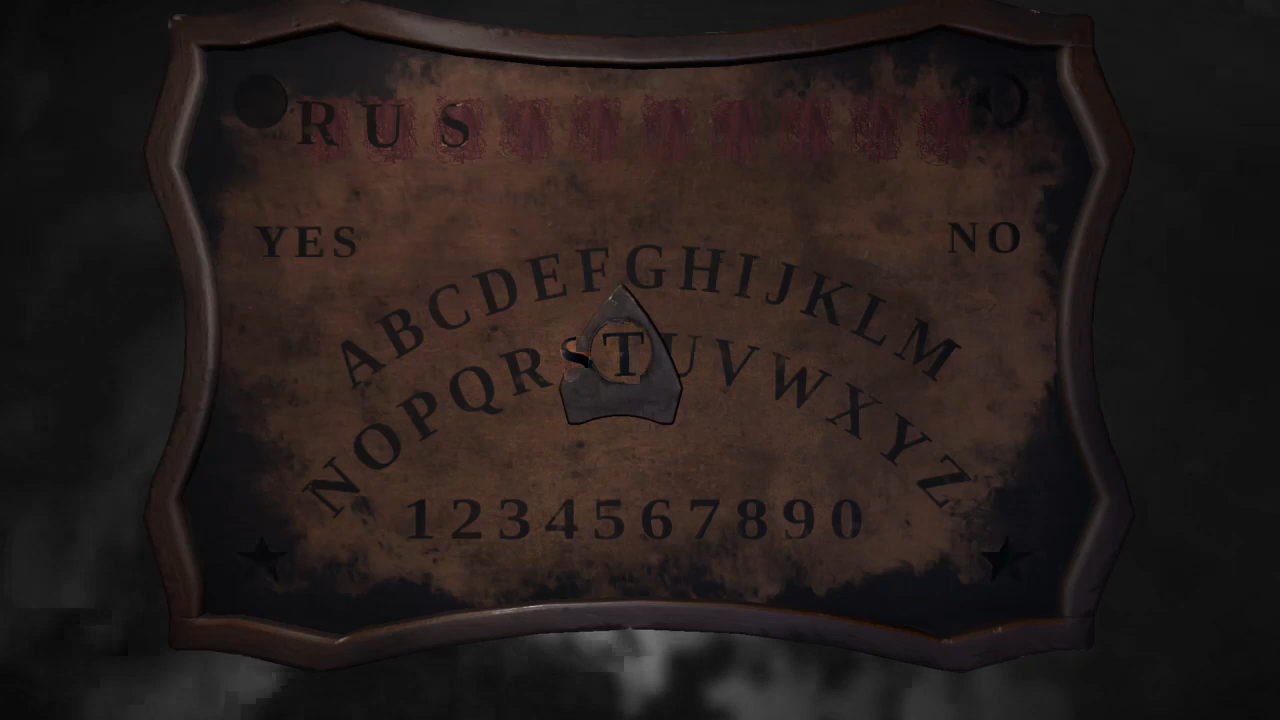 RUS
YES NO
ABCDEFGHIJKLM
NOPQRSTUVWXYZ
1234567890